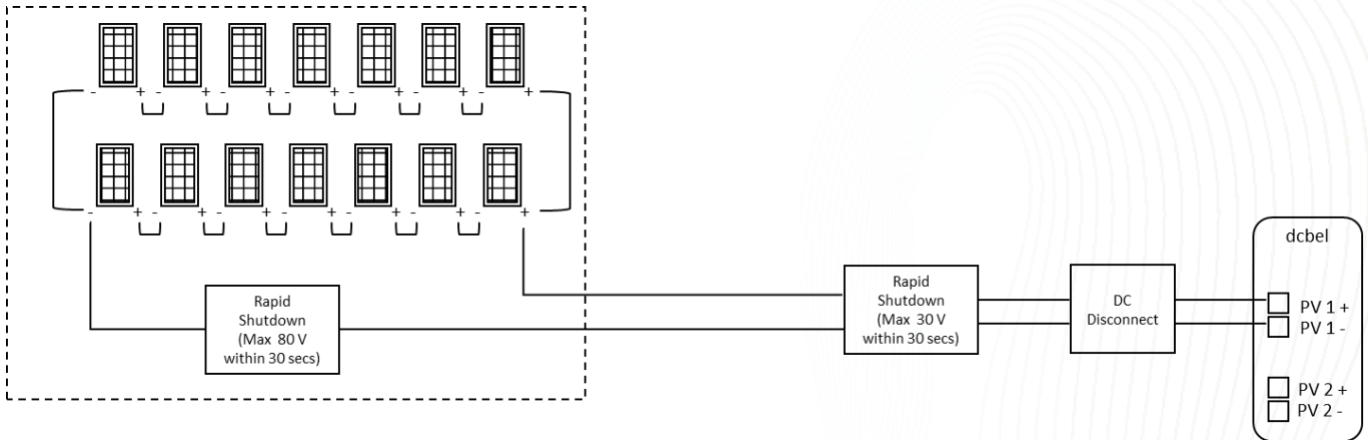 - + - + - + - + - + - + - +
- + - + - + - + - + - + - +
Rapid
Shutdown
(Max 80 V
within 30 secs)
Rapid
Shutdown
(Max 30 V
within 30 secs)
DC
Disconnect
dcbel
PV 1 +
PV 1 -
PV 2 +
PV 2 -